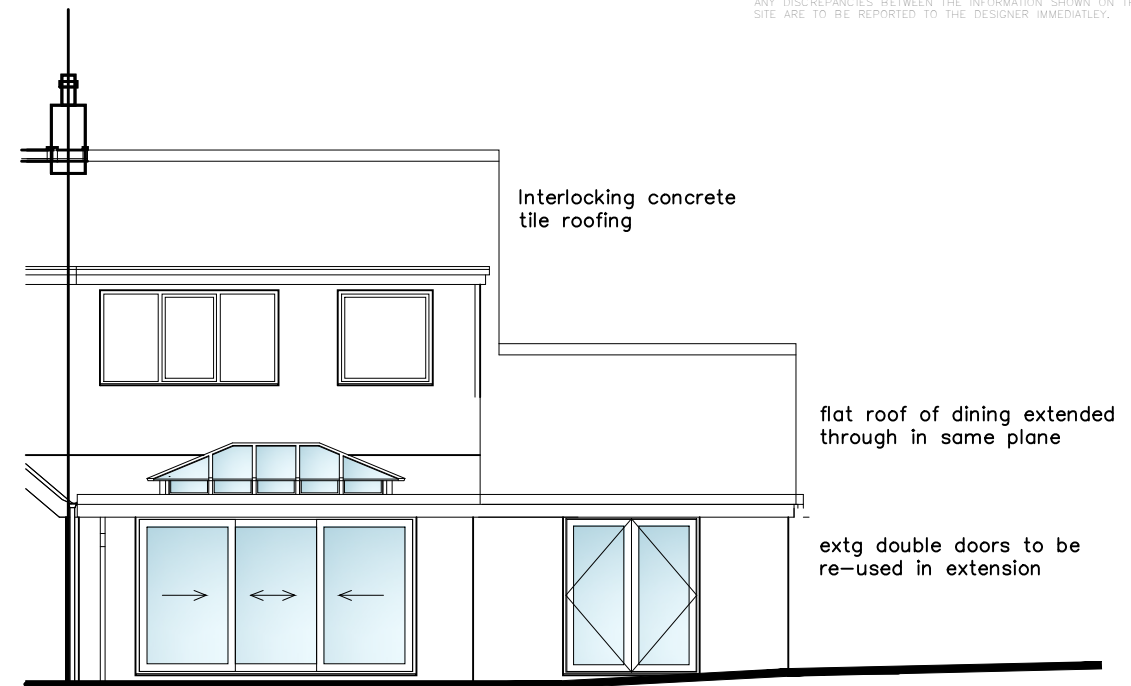 ANY DISCREPANCIES BETWEEN THE INFORMATION SHOWN ON
SITE ARE TO BE REPORTED TO THE DESIGNER IMMEDIATLEY.
Interlocking concrete
tile roofing
flat roof of dining extended
through in same plane
extg double doors to be
re-used in extension